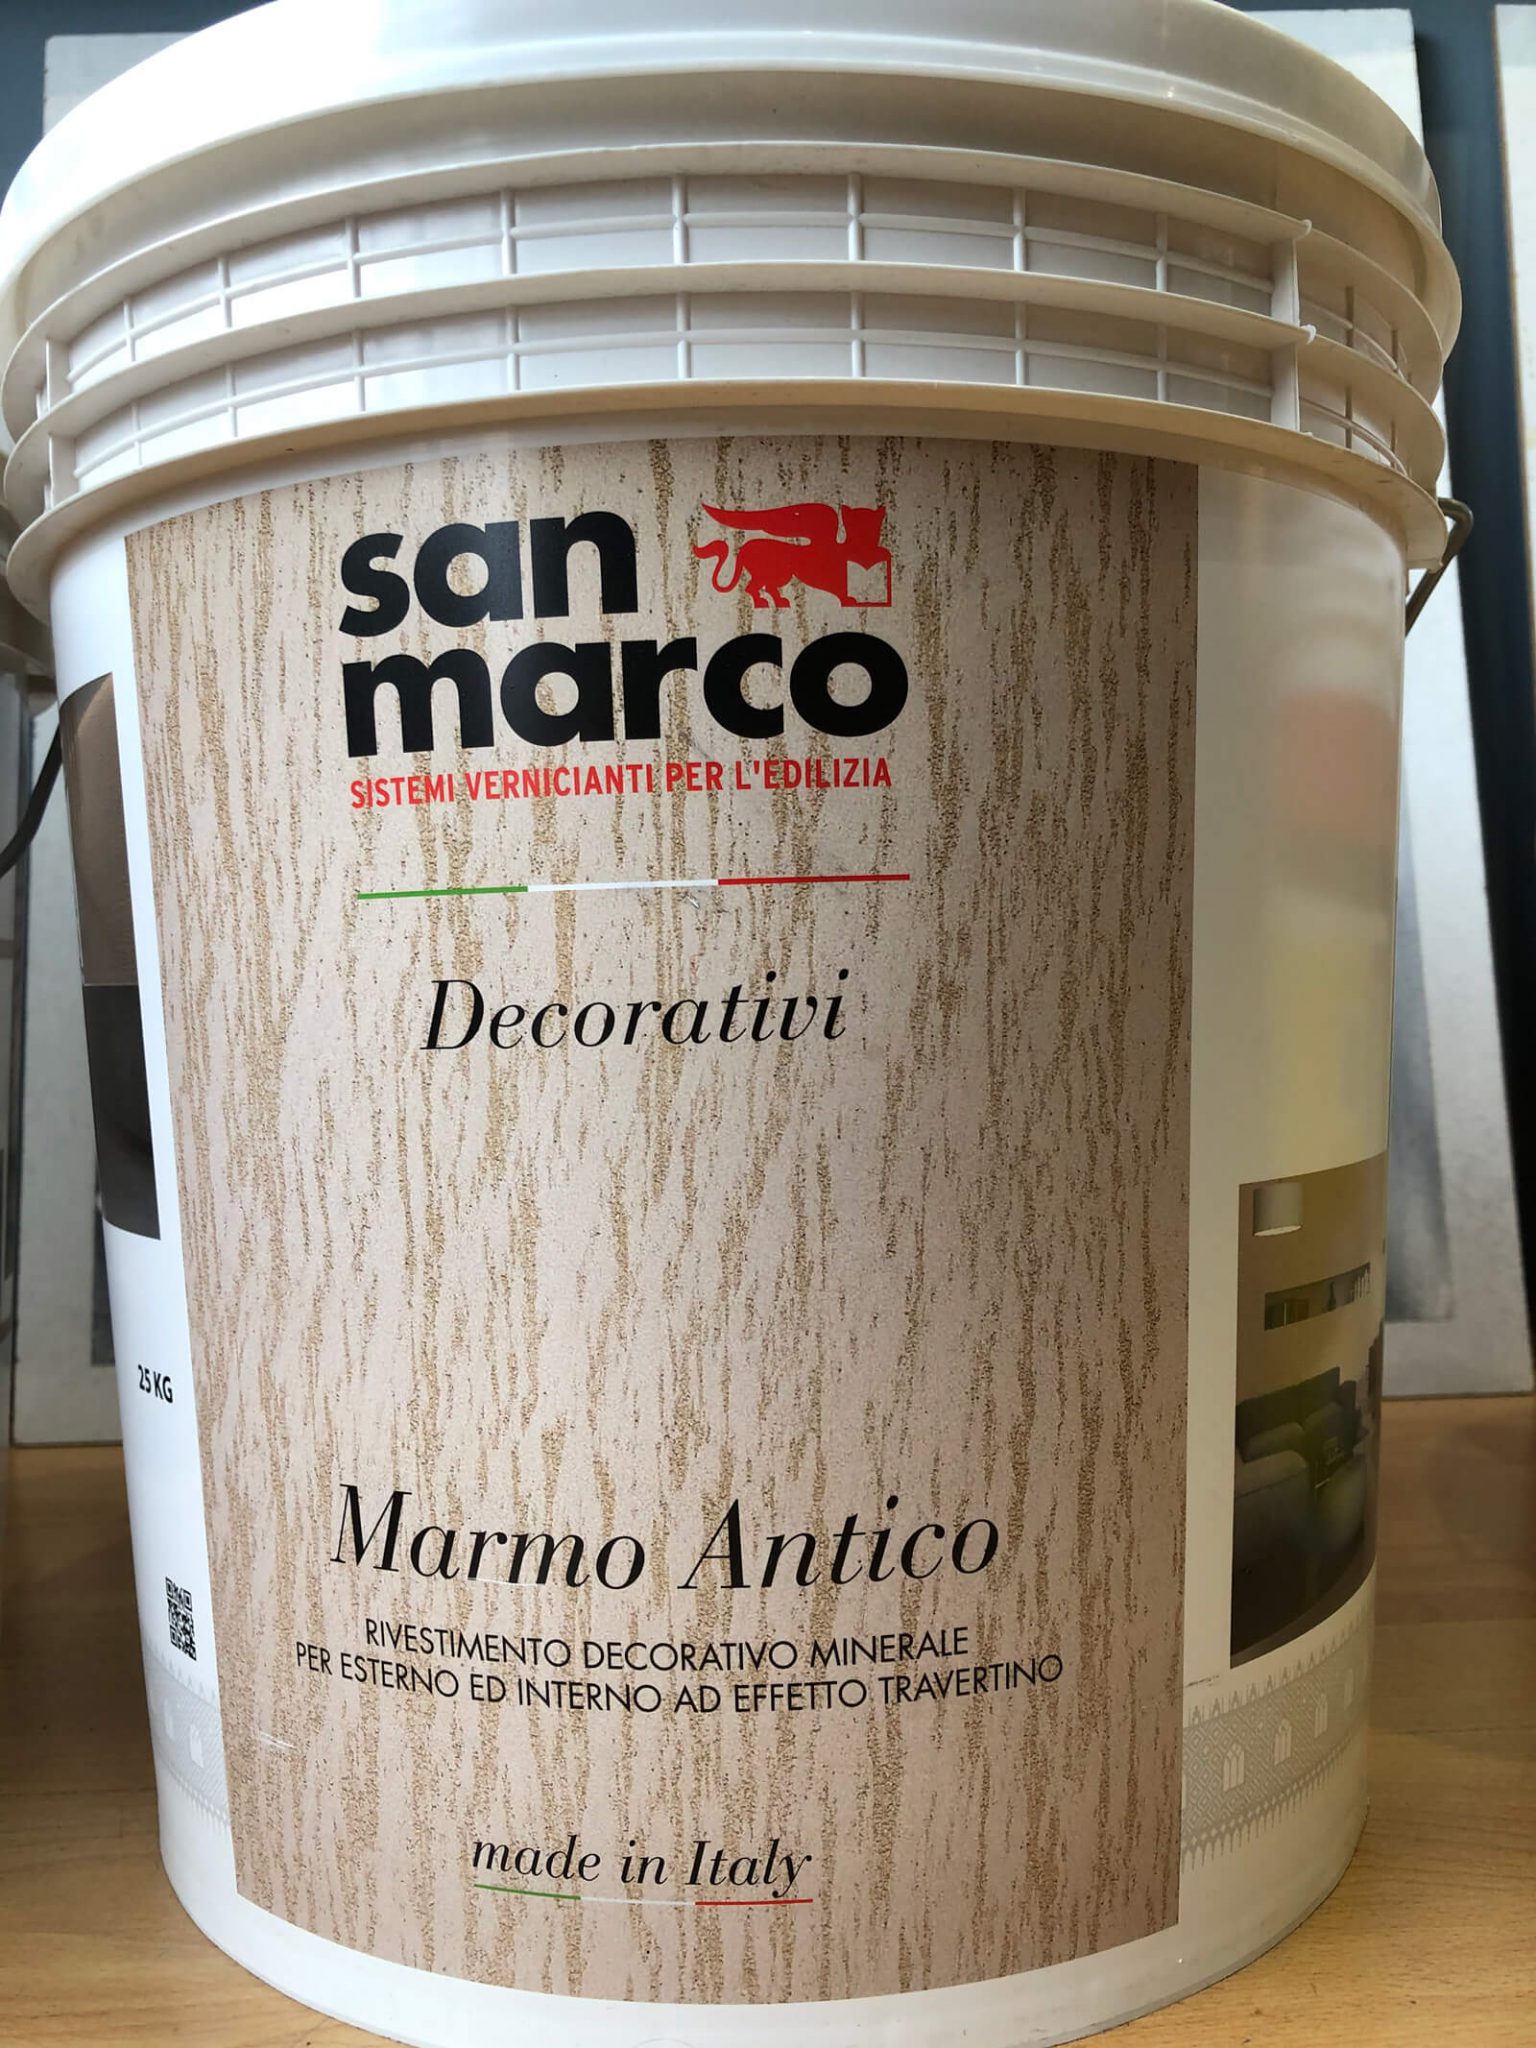 san
marco
SISTEMI VERNICIANTI PER L'EDILIZIA
Decorativi
25 KG
Marmo Antico
RIVESTIMENTO DECORATIVO MINERALE
PER ESTERNO ED INTERNO AD EFFETTO TRAVERTINO
made in Italy